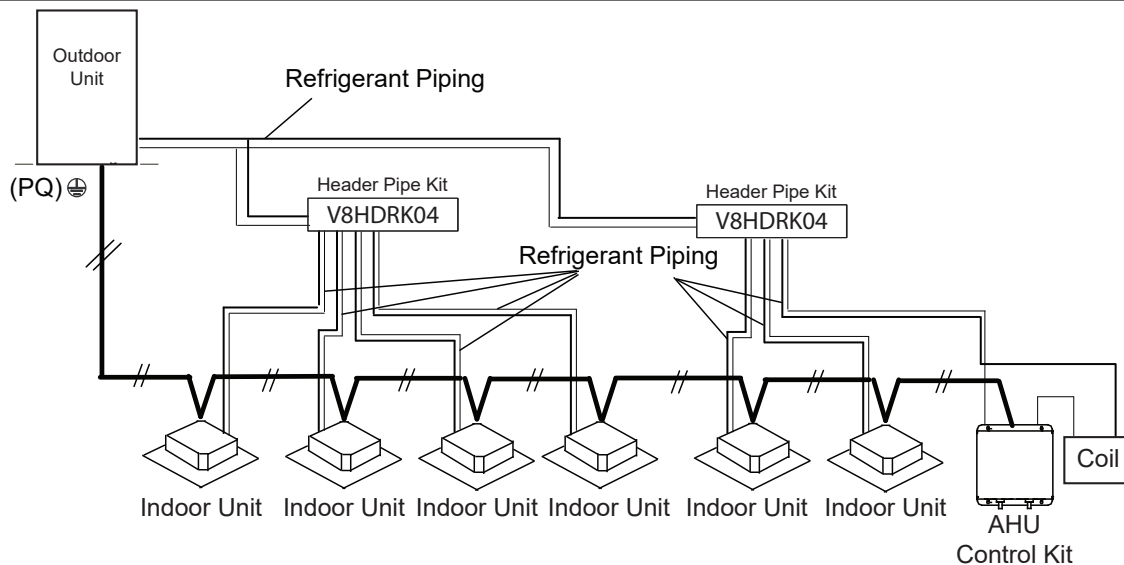 Outdoor
Unit
Refrigerant Piping
(PQ)
Header Pipe Kit
V8HDRK04
Header Pipe Kit
V8HDRK04
Refrigerant Piping
Indoor Unit
Indoor Unit
Indoor Unit
Indoor Unit
Indoor Unit
Indoor Unit
Coil
AHU
Control Kit